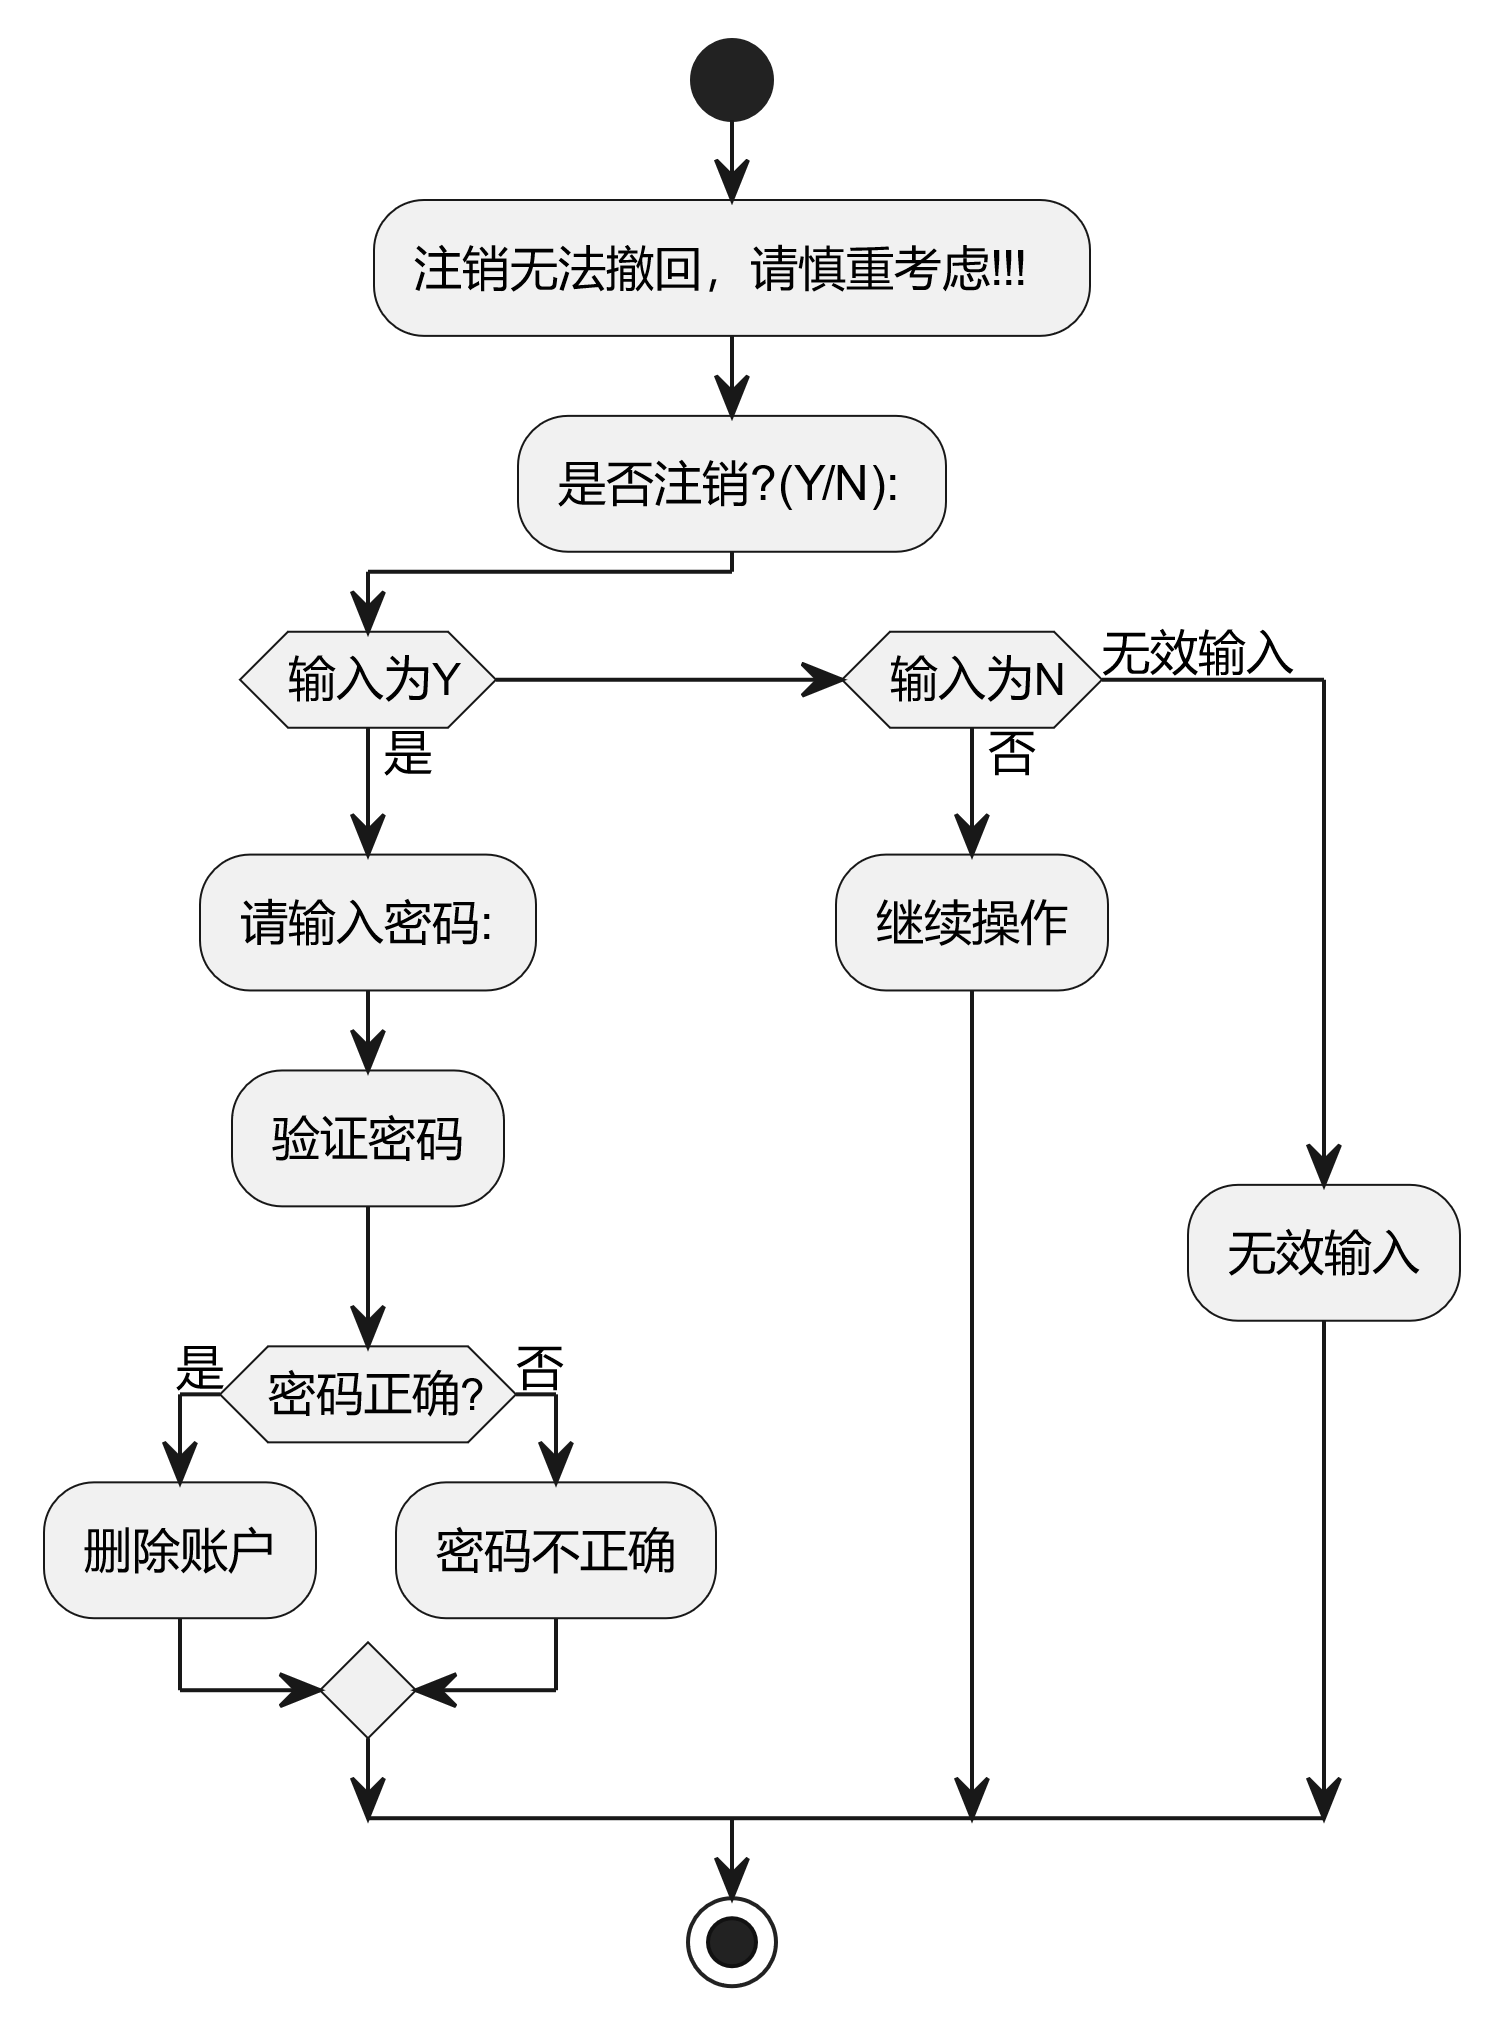 注销无法撤回，请慎重考虑!!!
是否注销?(Y/N):
输入为Y
输入为N
无效输入
是
否
请输入密码:
继续操作
验证密码
无效输入
是
密码正确?
否
删除账户
密码不正确